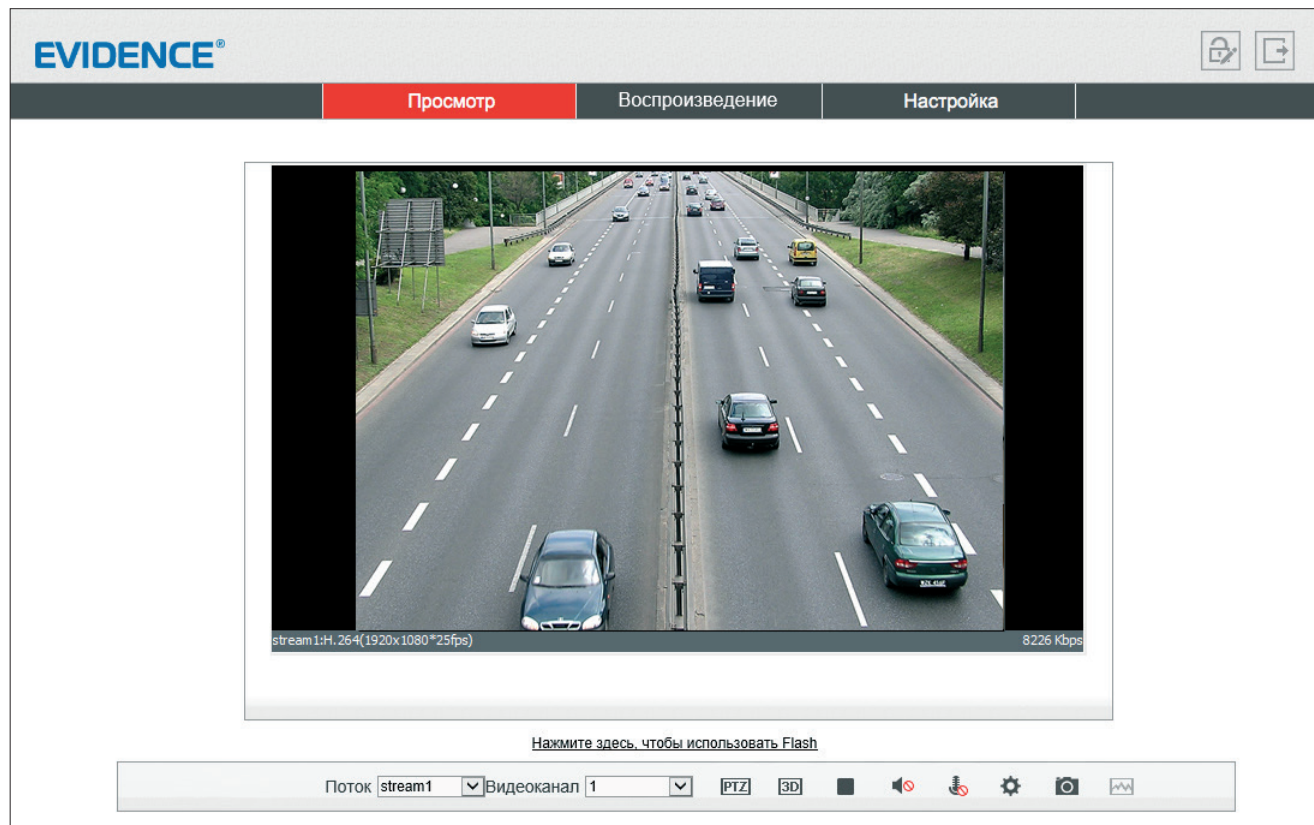 EVIDENCE®
Просмотр Воспроизведение Настройка
stream1:H.264(1920x1080*25fps) 8226 Kbps
Нажмите здесь, чтобы использовать Flash
Поток stream1 Видеоканал 1 PTZ 3D